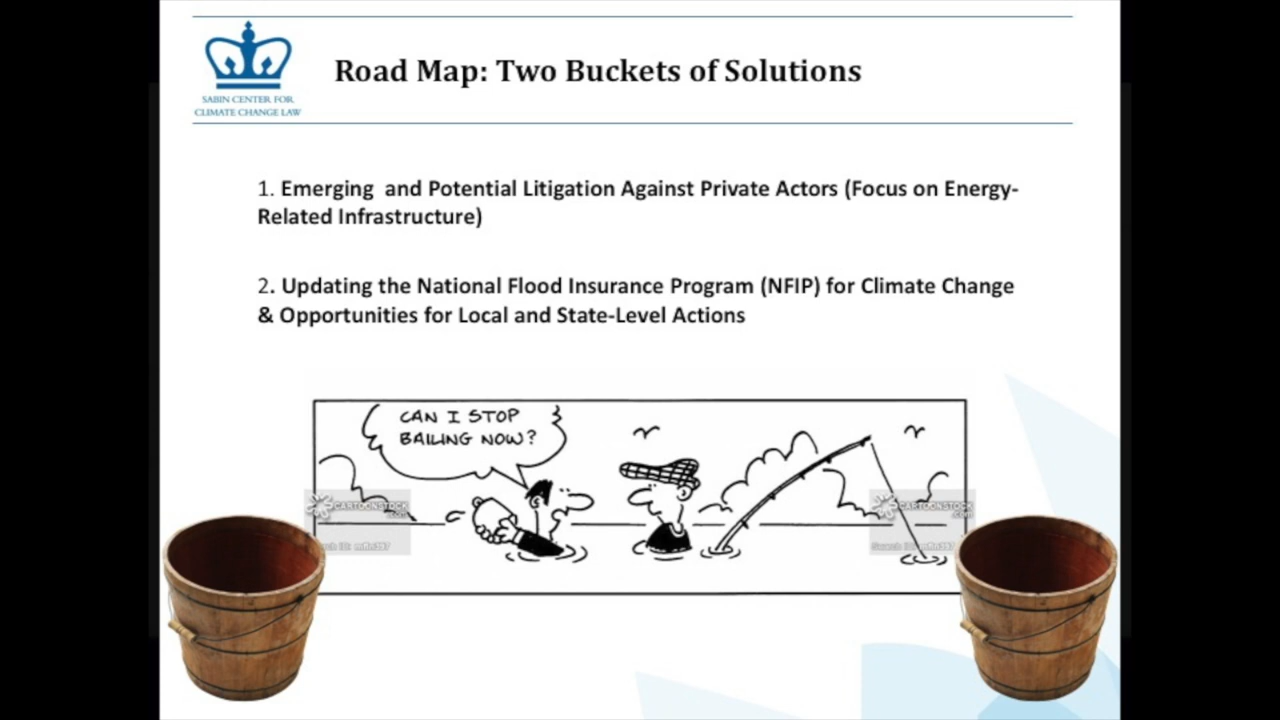 Road Map: Two Buckets of Solutions
SABIN CENTER FOR
CLIMATE CHANGE LAW
1. Emerging  and Potential Litigation Against Private Actors (Focus on Energy-
Related Infrastructure)
2. Updating the National Flood Insurance Program (NFIP) for Climate Change
& Opportunities for Local and State-Level Actions
CAN I STOP
BAILING NOW?
CARTOONSTOCK
.com
CARTOONSTOCK
.com